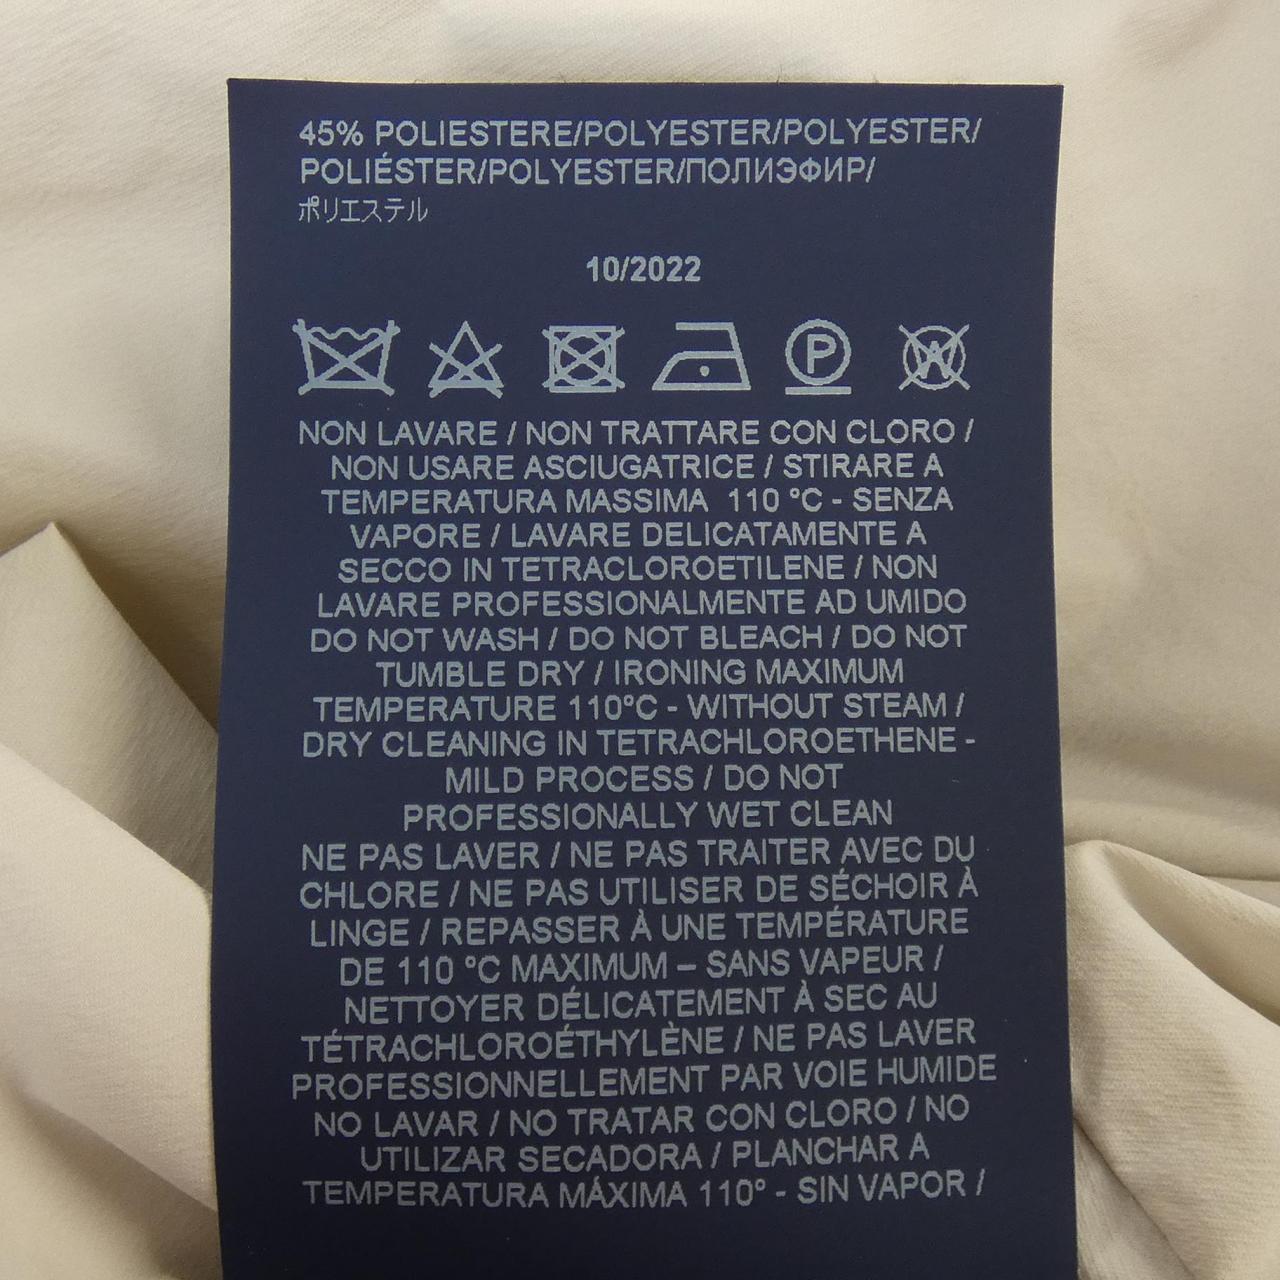 45% POLIESTERE/POLYESTER/POLYESTER/
POLIÉSTER/POLYESTER/ПОЛИЭФИР/
ポリエステル
10/2022
P W
NON LAVARE / NON TRATTARE CON CLORO /
NON USARE ASCIUGATRICE / STIRARE A
TEMPERATURA MASSIMA 110 °C - SENZA
VAPORE / LAVARE DELICATAMENTE A
SECCO IN TETRACLOROETILENE / NON
LAVARE PROFESSIONALMENTE AD UMIDO
DO NOT WASH / DO NOT BLEACH / DO NOT
TUMBLE DRY / IRONING MAXIMUM
TEMPERATURE 110°C - WITHOUT STEAM /
DRY CLEANING IN TETRACHLOROETHENE -
MILD PROCESS / DO NOT
PROFESSIONALLY WET CLEAN
NE PAS LAVER / NE PAS TRAITER AVEC DU
CHLORE / NE PAS UTILISER DE SÉCHOIR À
LINGE / REPASSER À UNE TEMPÉRATURE
DE 110 °C MAXIMUM – SANS VAPEUR /
NETTOYER DÉLICATEMENT À SEC AU
TÉTRACHLOROÉTHYLÈNE / NE PAS LAVER
PROFESSIONNELLEMENT PAR VOIE HUMIDE
NO LAVAR / NO TRATAR CON CLORO / NO
UTILIZAR SECADORA / PLANCHAR A
TEMPERATURA MÁXIMA 110° - SIN VAPOR /